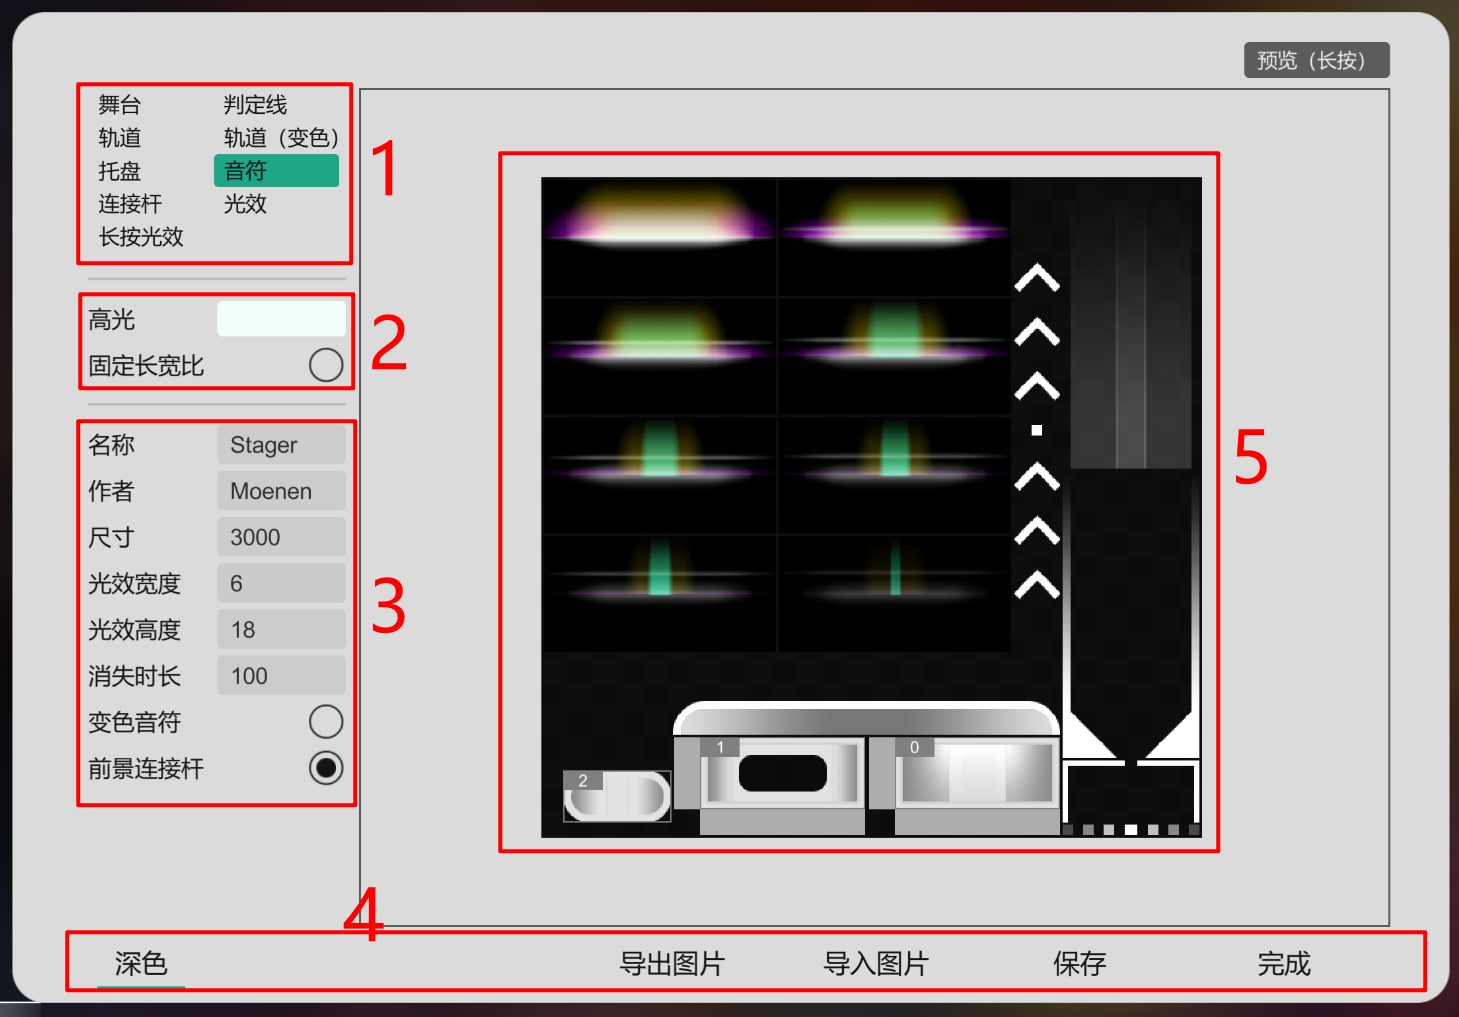 预览（长按）
舞台 判定线
轨道 轨道（变色）
托盘 音符
连接杆 光效
长按光效
1
高光
固定长宽比
2
名称 Stager
作者 Moenen
尺寸 3000
光效宽度 6
光效高度 18
消失时长 100
变色音符
前景连接杆
3
5
2
1
0
4
深色 导出图片 导入图片 保存 完成